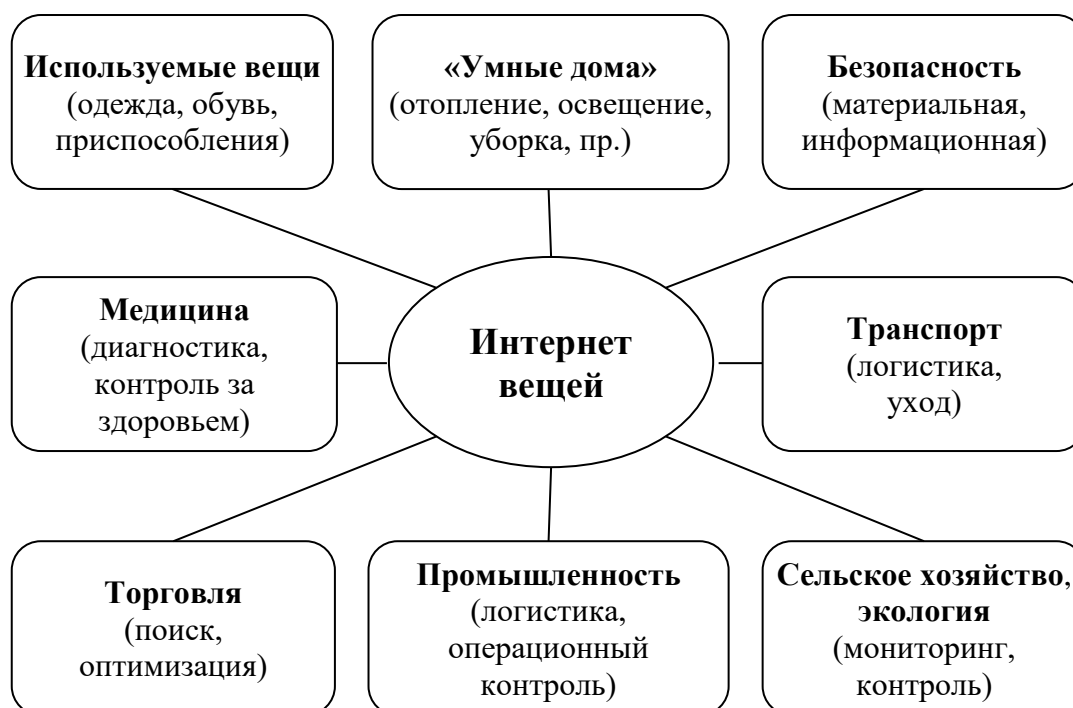 Используемые вещи
(одежда, обувь,
приспособления)
«Умные дома»
(отопление, освещение,
уборка, пр.)
Безопасность
(материальная,
информационная)
Медицина
(диагностика,
контроль за
здоровьем)
Интернет
вещей
Транспорт
(логистика,
уход)
Торговля
(поиск,
оптимизация)
Промышленность
(логистика,
операционный
контроль)
Сельское хозяйство,
экология
(мониторинг,
контроль)